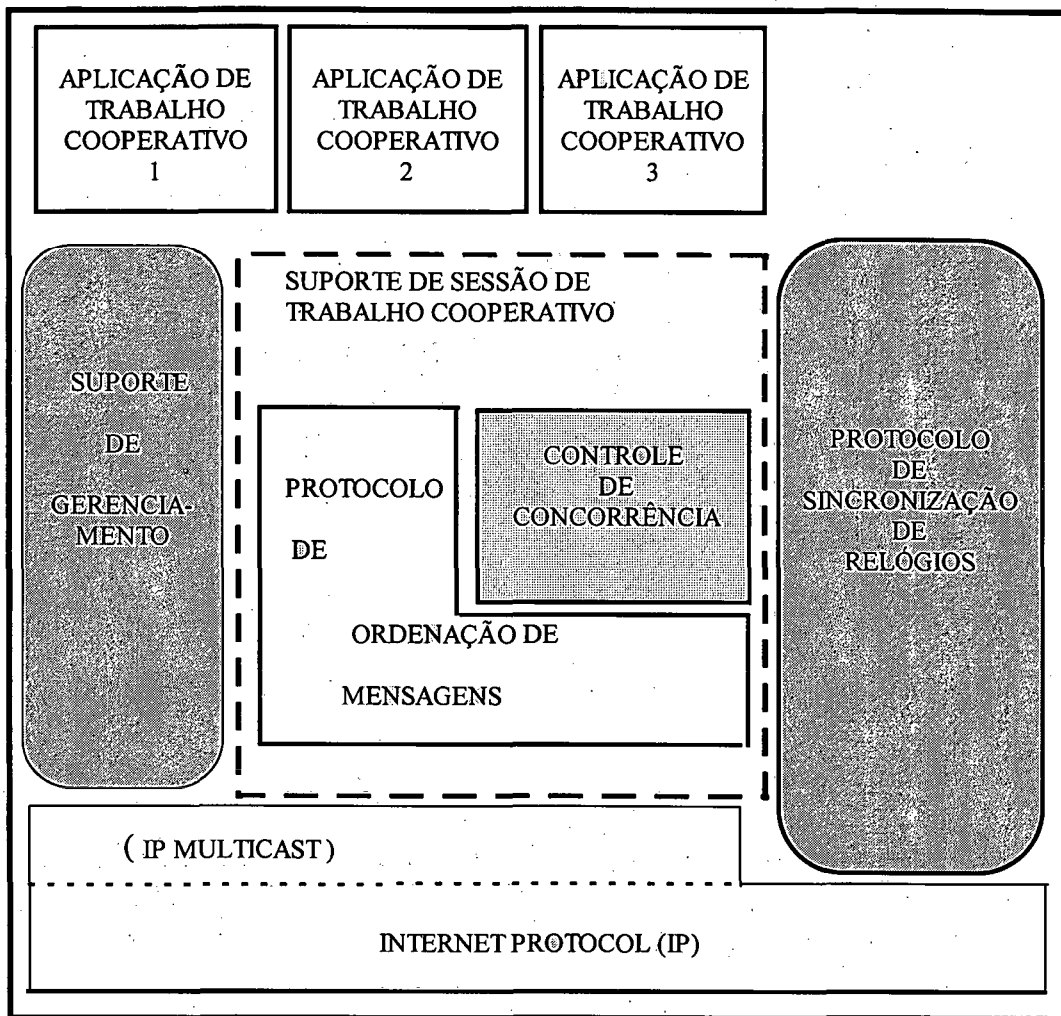 APLICAÇÃO DE
TRABALHO
COOPERATIVO
1
APLICAÇÃO DE
TRABALHO
COOPERATIVO
2
APLICAÇÃO DE
TRABALHO
COOPERATIVO
3
SUPORTE
DE
GERENCIA-
MENTO
SUPORTE DE SESSÃO DE
TRABALHO COOPERATIVO
PROTOCOLO
DE
ORDENAÇÃO DE
MENSAGENS
CONTROLE
DE
CONCORRÊNCIA
PROTOCOLO
DE
SINCRONIZAÇÃO
DE
RELÓGIOS
( IP MULTICAST )
INTERNET PROTOCOL (IP)